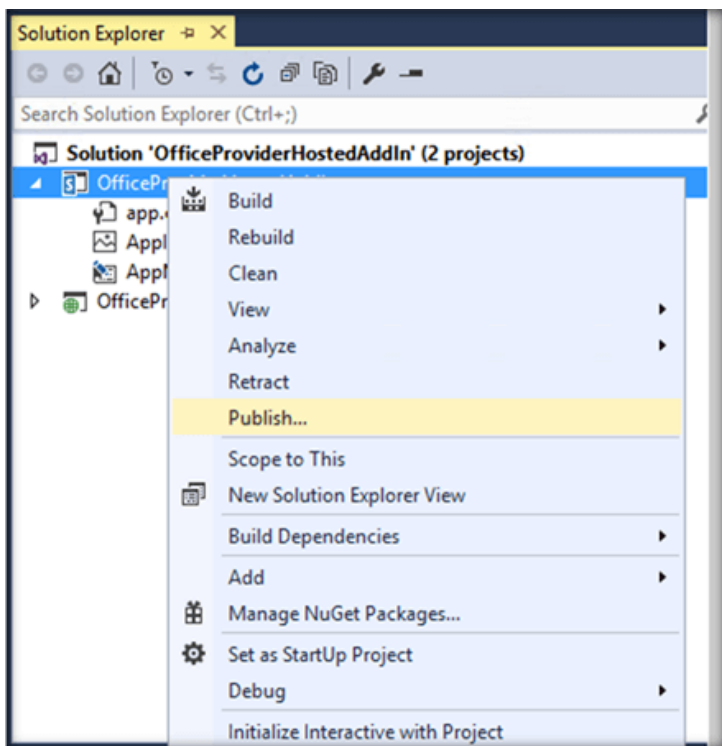 Solution Explorer
Search Solution Explorer (Ctrl+;)
Solution 'OfficeProviderHostedAddIn' (2 projects)
OfficePr
app.
AppI
AppM
OfficePr
Build
Rebuild
Clean
View
Analyze
Retract
Publish...
Scope to This
New Solution Explorer View
Build Dependencies
Add
Manage NuGet Packages...
Set as StartUp Project
Debug
Initialize Interactive with Project